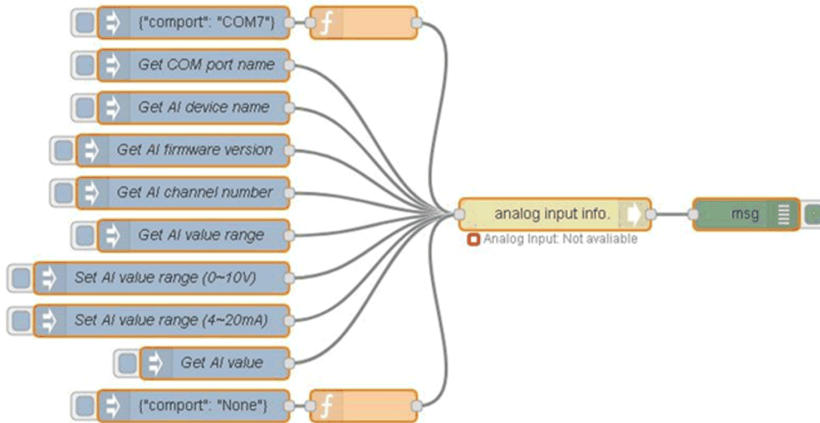 {"comport": "COM7"}
f
Get COM port name
Get AI device name
Get AI firmware version
Get AI channel number
analog input info.
msg
Get AI value range
Analog Input: Not avaliable
Set AI value range (0~10V)
Set AI value range (4~20mA)
Get AI value
{"comport": "None"}
f